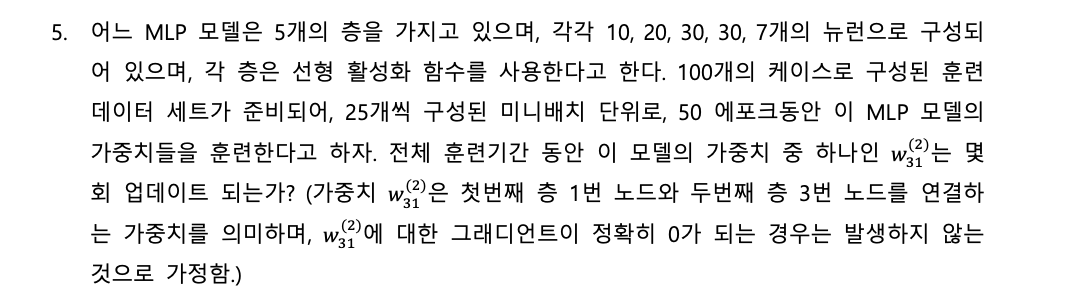 5. 어느 MLP 모델은 5개의 층을 가지고 있으며, 각각 10, 20, 30, 30, 7개의 뉴런으로 구성되
어 있으며, 각 층은 선형 활성화 함수를 사용한다고 한다. 100개의 케이스로 구성된 훈련
데이터 세트가 준비되어, 25개씩 구성된 미니배치 단위로, 50 에포크동안 이 MLP 모델의
가중치들을 훈련한다고 하자. 전체 훈련기간 동안 이 모델의 가중치 중 하나인 $w_{31}^{(2)}$는 몇
회 업데이트 되는가? (가중치 $w_{31}^{(2)}$은 첫번째 층 1번 노드와 두번째 층 3번 노드를 연결하
는 가중치를 의미하며, $w_{31}^{(2)}$에 대한 그래디언트이 정확히 0가 되는 경우는 발생하지 않는
것으로 가정함.)